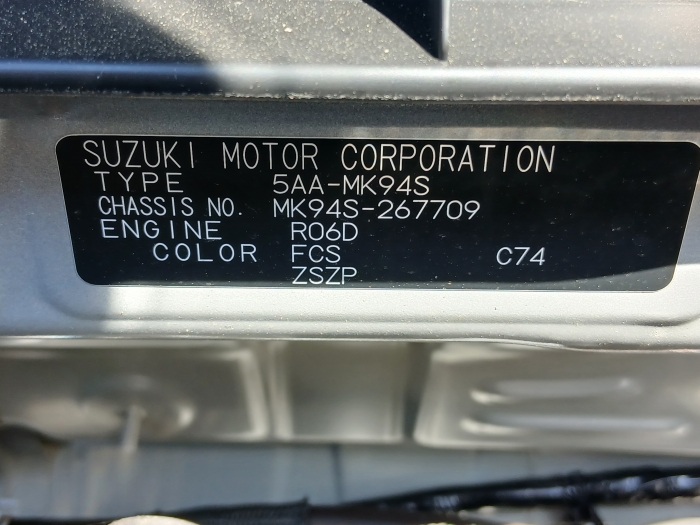 SUZUKI MOTOR CORPORATION
TYPE 5AA-MK94S
CHASSIS NO. MK94S-267709
ENGINE R06D
COLOR FCS C74
ZSZP